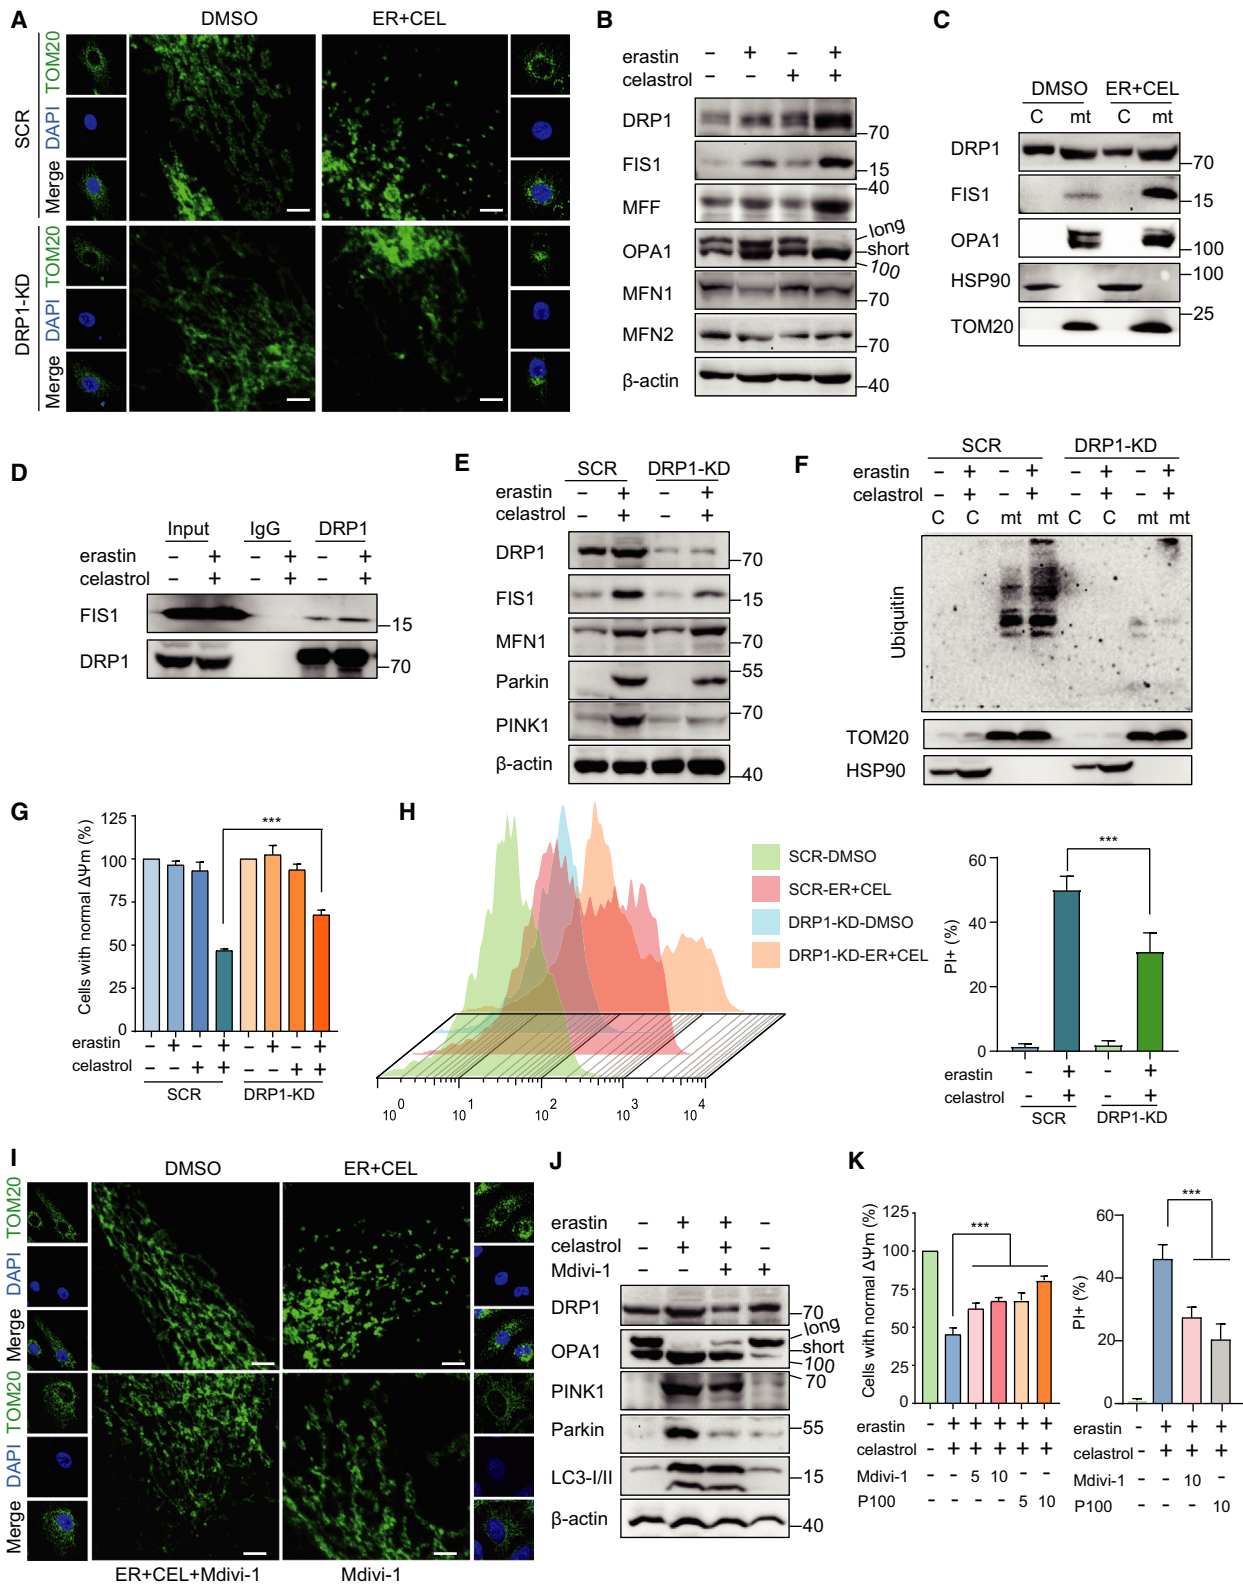 A
DMSO
ER+CEL
SCR
Merge DAPI TOM20
DRP1-KD
Merge DAPI TOM20
B
erastin - + - +
celastrol - - + +
DRP1
70
FIS1
15
40
MFF
OPA1
long
short
100
MFN1
70
MFN2
70
β-actin
40
C
DMSO ER+CEL
C mt C mt
DRP1
70
FIS1
15
OPA1
100
HSP90
100
TOM20
25
D
Input IgG DRP1
erastin - + - + - +
celastrol - + - + - +
FIS1
15
DRP1
70
E
SCR DRP1-KD
erastin - + - +
celastrol - + - +
DRP1
70
FIS1
15
MFN1
70
Parkin
55
PINK1
70
β-actin
40
F
SCR DRP1-KD
erastin - + - + - + - +
celastrol - + - + - + - +
C C mt mt C C mt mt
Ubiquitin
TOM20
HSP90
G
Cells with normal ΔΨm (%)
125
100
75
50
25
0
***
erastin - + - + - + - +
celastrol - - + + - - + +
SCR DRP1-KD
H
SCR-DMSO
SCR-ER+CEL
DRP1-KD-DMSO
DRP1-KD-ER+CEL
10^0 10^1 10^2 10^3 10^4
PI+ (%)
60
40
20
0
***
erastin - + - +
celastrol - + - +
SCR DRP1-KD
I
DMSO
ER+CEL
Merge DAPI TOM20
Merge DAPI TOM20
ER+CEL+Mdivi-1
Mdivi-1
J
erastin - + + -
celastrol - + + -
Mdivi-1 - - + +
DRP1
70
OPA1
long
short
100
PINK1
70
Parkin
55
LC3-I/II
15
β-actin
40
K
Cells with normal ΔΨm (%)
125
100
75
50
25
0
***
erastin - + + + + +
celastrol - + + + + +
Mdivi-1 - - 5 10 - -
P100 - - - - 5 10
PI+ (%)
60
40
20
0
***
erastin - + + +
celastrol - + + +
Mdivi-1 - - 10 -
P100 - - - 10